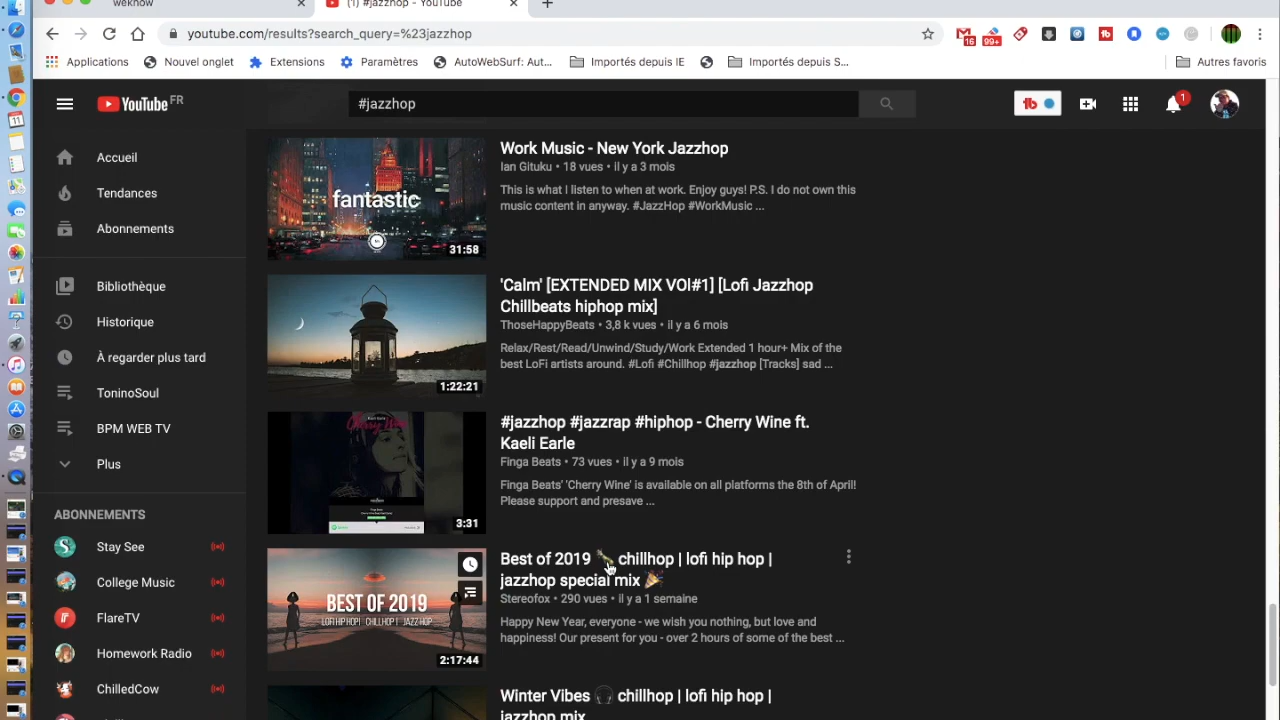 weknow
(1) #jazzhop - YouTube
youtube.com/results?search_query=%23jazzhop
16
99+
Applications
Nouvel onglet
Extensions
Paramètres
AutoWebSurf: Aut...
Importés depuis IE
Importés depuis S...
Autres favoris
YouTube FR
#jazzhop
tb
1
Accueil
Tendances
Abonnements
Bibliothèque
Historique
À regarder plus tard
ToninoSoul
BPM WEB TV
Plus
ABONNEMENTS
Stay See
College Music
FlareTV
Homework Radio
ChilledCow
fantastic
31:58
Work Music - New York Jazzhop
Ian Gituku • 18 vues • il y a 3 mois
This is what I listen to when at work. Enjoy guys! P.S. I do not own this
music content in anyway. #JazzHop #WorkMusic ...
1:22:21
'Calm' [EXTENDED MIX VOl#1] [Lofi Jazzhop
Chillbeats hiphop mix]
ThoseHappyBeats • 3,8 k vues • il y a 6 mois
Relax/Rest/Read/Unwind/Study/Work Extended 1 hour+ Mix of the
best LoFi artists around. #Lofi #Chillhop #jazzhop [Tracks] sad ...
Cherry Wine
3:31
#jazzhop #jazzrap #hiphop - Cherry Wine ft.
Kaeli Earle
Finga Beats • 73 vues • il y a 9 mois
Finga Beats' 'Cherry Wine' is available on all platforms the 8th of April!
Please support and presave ...
BEST OF 2019
LOFI HIP HOP | CHILLHOP | JAZZ HOP
2:17:44
Best of 2019 🍾 chillhop | lofi hip hop |
jazzhop special mix 🎉
Stereofox • 290 vues • il y a 1 semaine
Happy New Year, everyone - we wish you nothing, but love and
happiness! Our present for you - over 2 hours of some of the best ...
Winter Vibes 🎧 chillhop | lofi hip hop |
jazzhop mix